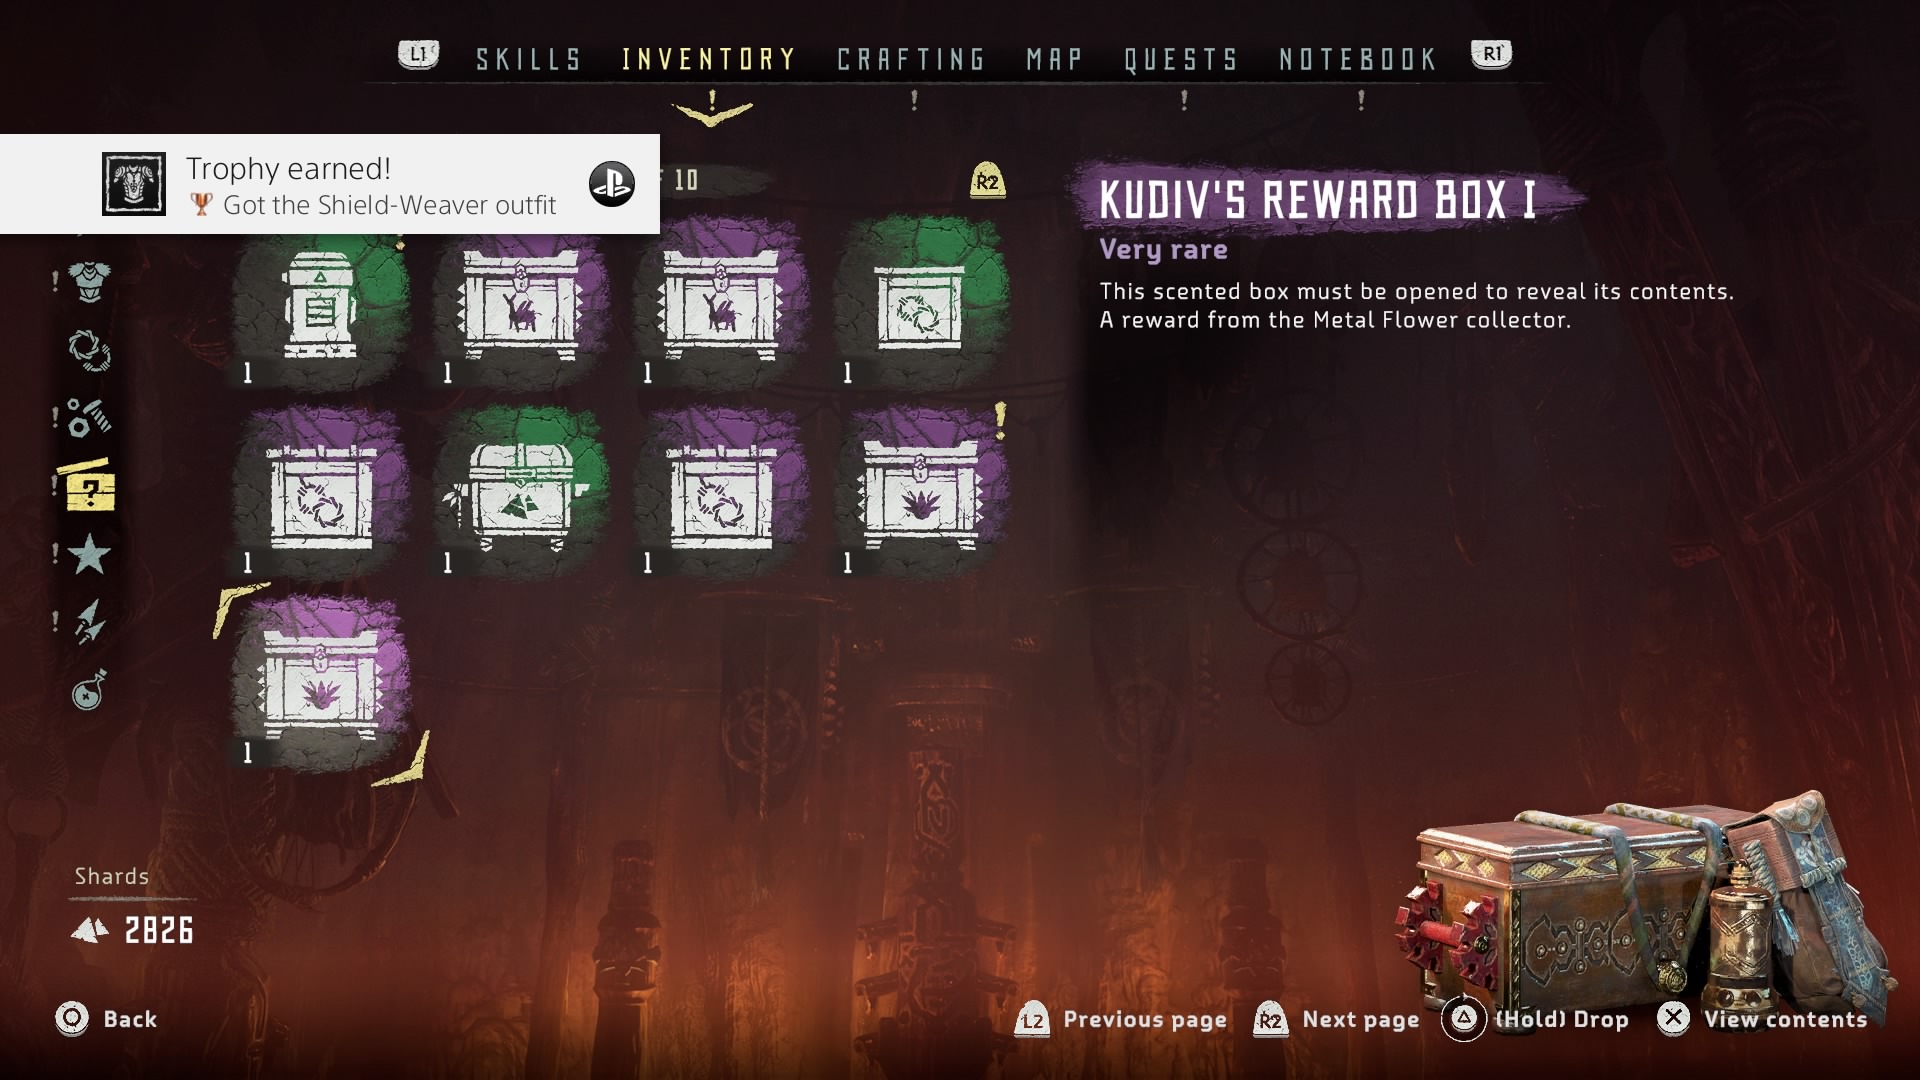 L1 SKILLS INVENTORY CRAFTING MAP QUESTS NOTEBOOK R1
Trophy earned!
Got the Shield-Weaver outfit
10
R2
KUDIV'S REWARD BOX I
Very rare
This scented box must be opened to reveal its contents.
A reward from the Metal Flower collector.
1 1 1 1
1 1 1 1
1
Shards
2826
Back
L2 Previous page R2 Next page (Hold) Drop View contents